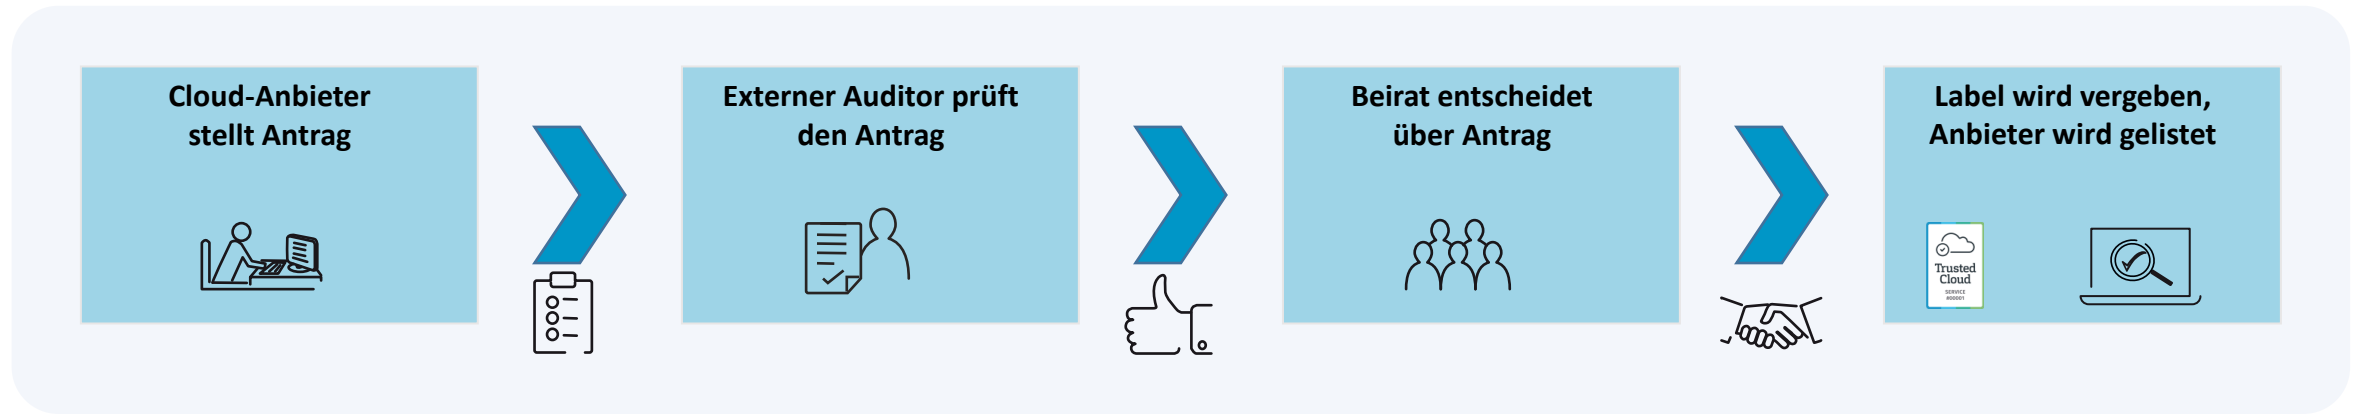 Cloud-Anbieter
stellt Antrag
Externer Auditor prüft
den Antrag
Beirat entscheidet
über Antrag
Label wird vergeben,
Anbieter wird gelistet
Trusted
Cloud
SERVICE
#00001